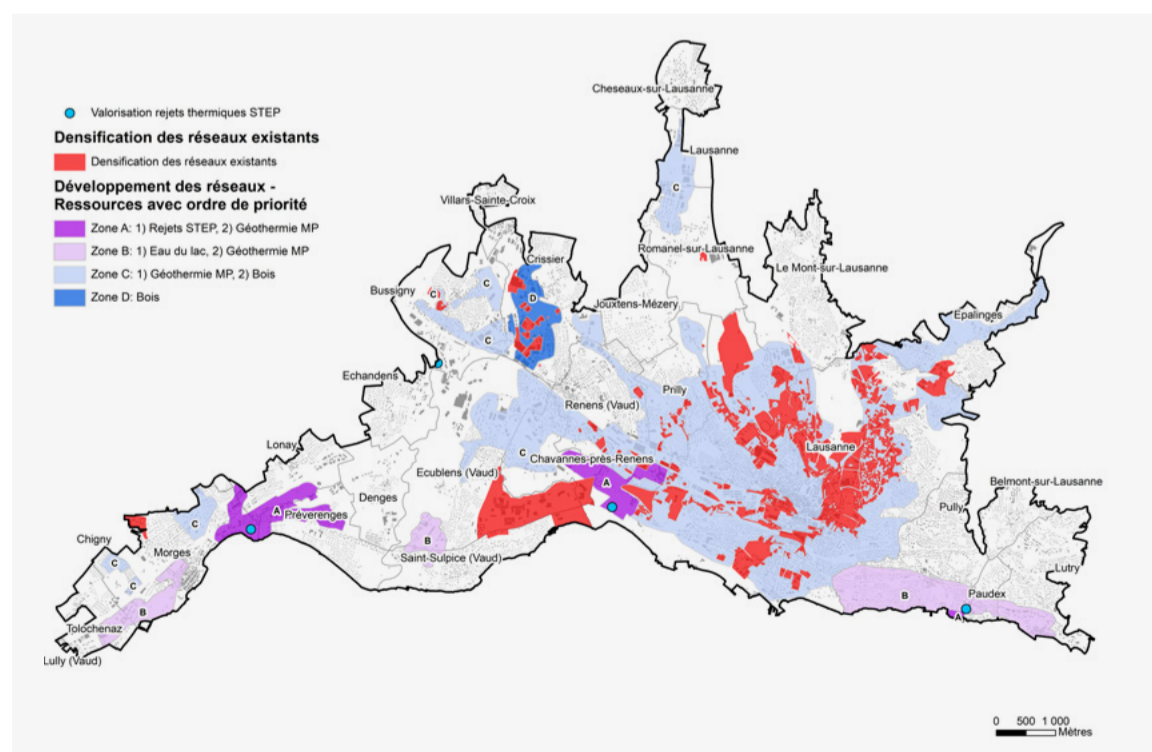 Valorisation rejets thermiques STEP
Densification des réseaux existants
Densification des réseaux existants
Développement des réseaux -
Ressources avec ordre de priorité
Zone A: 1) Rejets STEP, 2) Géothermie MP
Zone B: 1) Eau du lac, 2) Géothermie MP
Zone C: 1) Géothermie MP, 2) Bois
Zone D: Bois
Cheseaux-sur-Lausanne
Lausanne
C
Villars-Sainte-Croix
Romanel-sur-Lausanne
Crissier
Le Mont-sur-Lausanne
Bussigny
C
C
D
Jouxtens-Mézery
Epalinges
C
Echandens
Prilly
Renens (Vaud)
Lonay
Lausanne
C
Chavannes-près-Renens
Ecublens (Vaud)
A
Belmont-sur-Lausanne
Denges
Pully
A
Préverenges
C
Chigny
Morges
B
Saint-Sulpice (Vaud)
C
C
Lutry
B
Paudex
B
A
Tolochenaz
Lully (Vaud)
0 500 1 000
Mètres